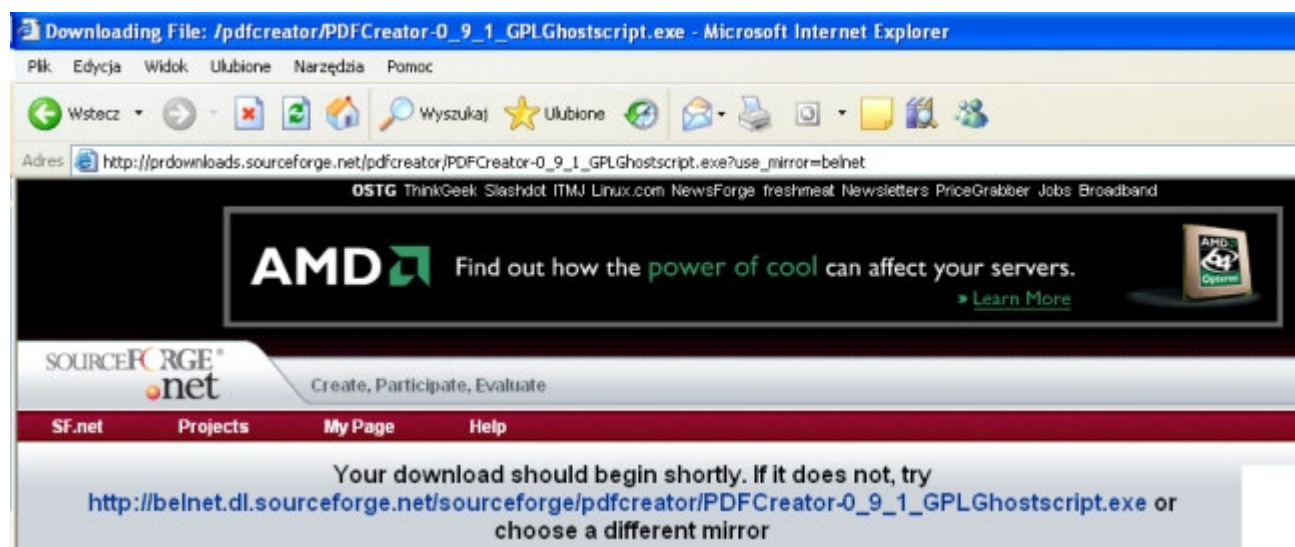 Downloading File: /pdfcreator/PDFCreator-0_9_1_GPLGhostscript.exe - Microsoft Internet Explorer
Plik Edycja Widok Ulubione Narzędzia Pomoc
Wstecz Wyszukaj Ulubione
Adres http://prdownloads.sourceforge.net/pdfcreator/PDFCreator-0_9_1_GPLGhostscript.exe?use_mirror=belnet
OSTG ThinkGeek Slashdot ITMJ Linux.com NewsForge freshmeat Newsletters PriceGrabber Jobs Broadband
AMD Find out how the power of cool can affect your servers.
» Learn More
AMD 64 Opteron
SOURCEFORGE®
.net
Create, Participate, Evaluate
SF.net Projects My Page Help
Your download should begin shortly. If it does not, try
http://belnet.dl.sourceforge.net/sourceforge/pdfcreator/PDFCreator-0_9_1_GPLGhostscript.exe or
choose a different mirror